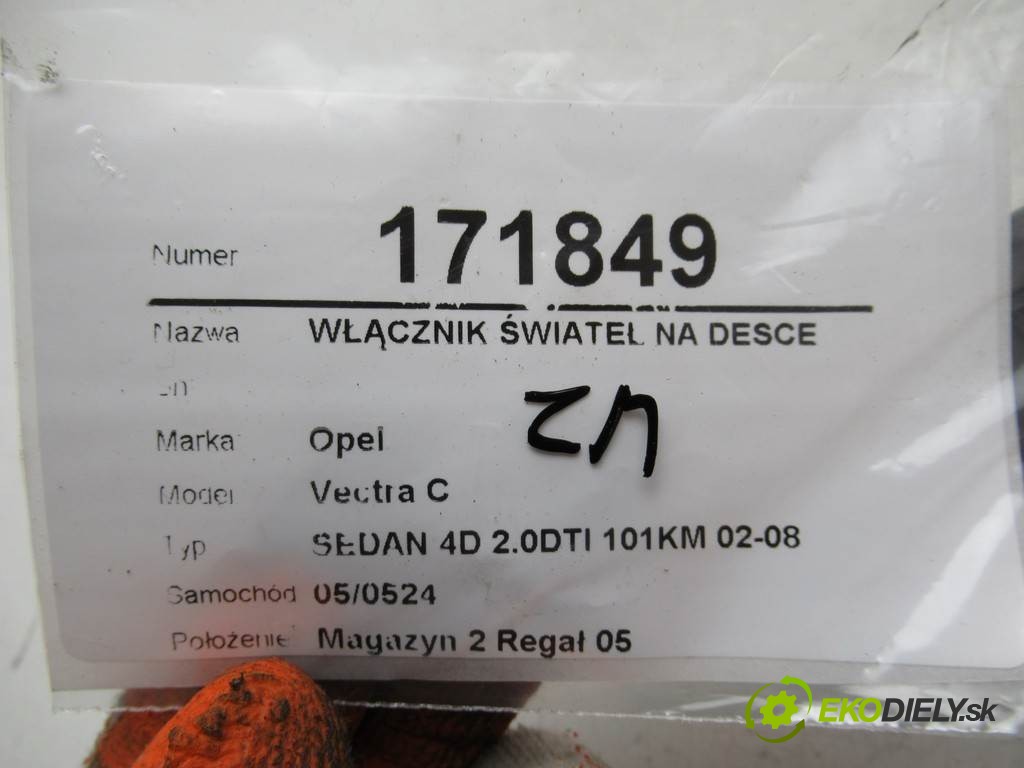 Numer 171849
Nazwa WŁĄCZNIK ŚWIATEŁ NA DESCE
Marka Opel
Model Vectra C
Typ SEDAN 4D 2.0DTI 101KM 02-08
Samochód 05/0524
Położenie Magazyn 2 Regał 05
EKODIELY.sk